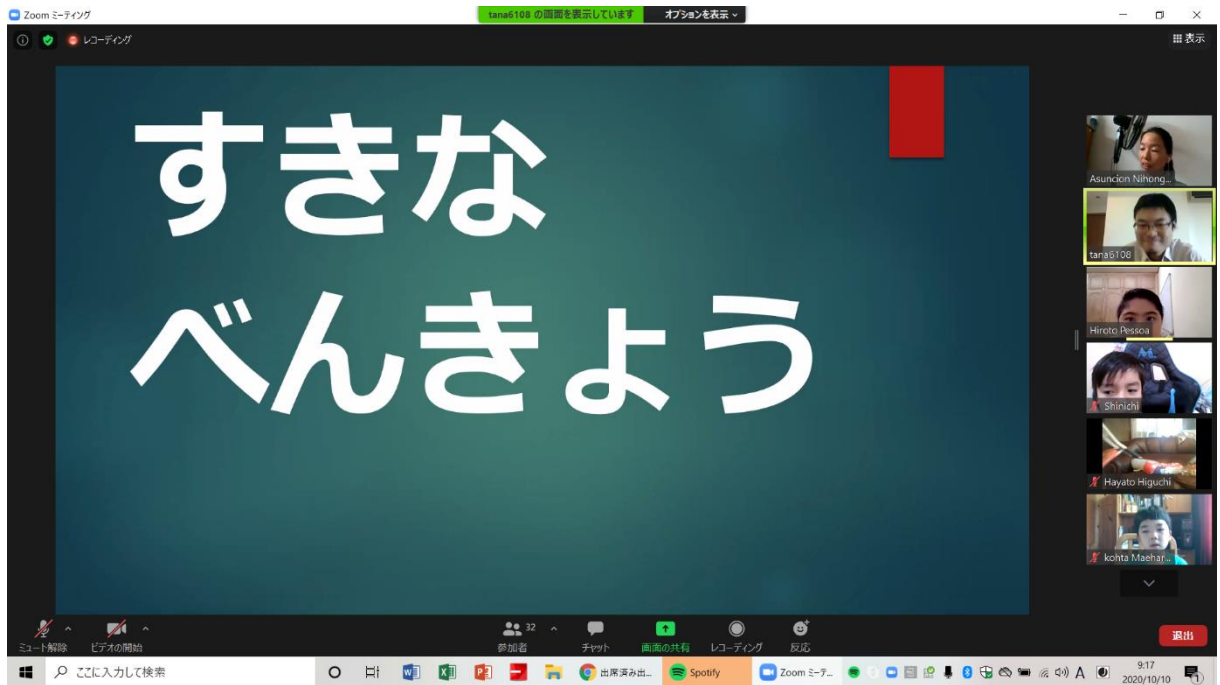 Zoom ミーティング
tana6108 の画面を表示しています
オプションを表示
レコーディング
表示
すきな
べんきょう
Asuncion Nihong...
tana6108
Hiroto Pessoa
Shinichi
Hayato Higuchi
kohta Maehar...
ミュート解除
ビデオの開始
32
参加者
チャット
画面の共有
レコーディング
反応
退出
ここに入力して検索
出席済み出...
Spotify
Zoom ミーテ...
A
9:17
2020/10/10
1